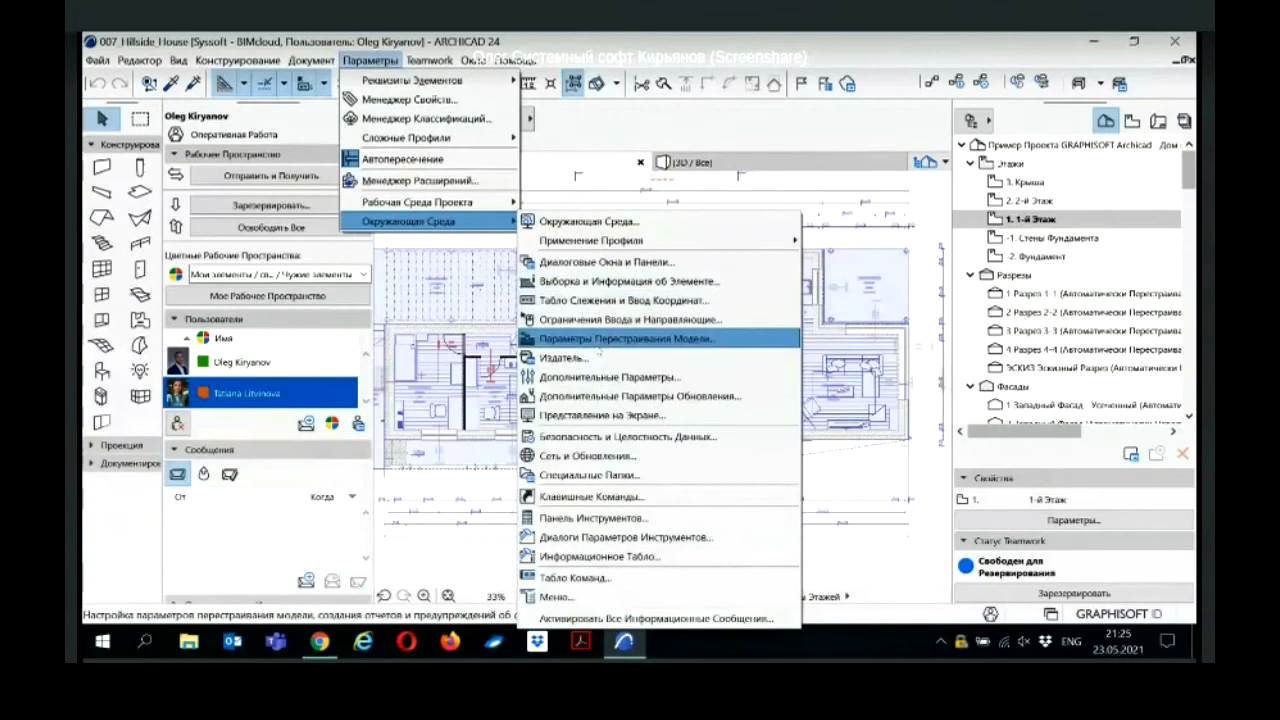 007_Hillside_House [Syssoft - BIMcloud, Пользователь: Oleg Kiryanov] - ARCHICAD 24
Системный софт Кирьянов (Screenshare)
Файл Редактор Вид Конструирование Документ Параметры Teamwork Окно Помощь
Реквизиты Элементов
Менеджер Свойств...
Менеджер Классификаций...
Сложные Профили
Автопересечение
Менеджер Расширений...
Рабочая Среда Проекта
Окружающая Среда
Окружающая Среда...
Применение Профиля
Диалоговые Окна и Панели...
Выборка и Информация об Элементе...
Табло Слежения и Ввод Координат...
Ограничения Ввода и Направляющие...
Параметры Перестраивания Модели...
Издатель...
Дополнительные Параметры...
Дополнительные Параметры Обновления...
Представление на Экране...
Безопасность и Целостность Данных...
Сеть и Обновления...
Специальные Папки...
Клавишные Команды...
Панель Инструментов...
Диалоги Параметров Инструментов...
Информационное Табло...
Табло Команд...
Меню...
Активировать Все Информационные Сообщения...
Конструирова
Проекция
Документиров
Oleg Kiryanov
Оперативная Работа
Рабочее Пространство
Отправить и Получить
Зарезервировать...
Освободить Все
Цветные Рабочие Пространства:
Мои элементы / св... / Чужие элементы
Мое Рабочее Пространство
Пользователи
Имя
Oleg Kiryanov
Tatiana Litvinova
Сообщения
От Когда
[3D / Все]
33%
Этажей
Пример Проекта GRAPHISOFT Archicad Дом
Этажи
3. Крыша
2. 2-й Этаж
1. 1-й Этаж
-1. Стены Фундамента
-2. Фундамент
Разрезы
1 Разрез 1-1 (Автоматически Перестраива
2 Разрез 2-2 (Автоматически Перестраива
3 Разрез 3-3 (Автоматически Перестраива
4 Разрез 4-4 (Автоматически Перестраива
ЭСКИЗ Эскизный Разрез (Автоматически
Фасады
1 Западный Фасад Усеченный (Автомати
Свойства
1. 1-й Этаж
Параметры...
Статус Teamwork
Свободен для
Резервирования
Зарезервировать
GRAPHISOFT ID
Настройка параметров перестраивания модели, создания отчетов и предупреждений об о
ENG
21:25
23.05.2021